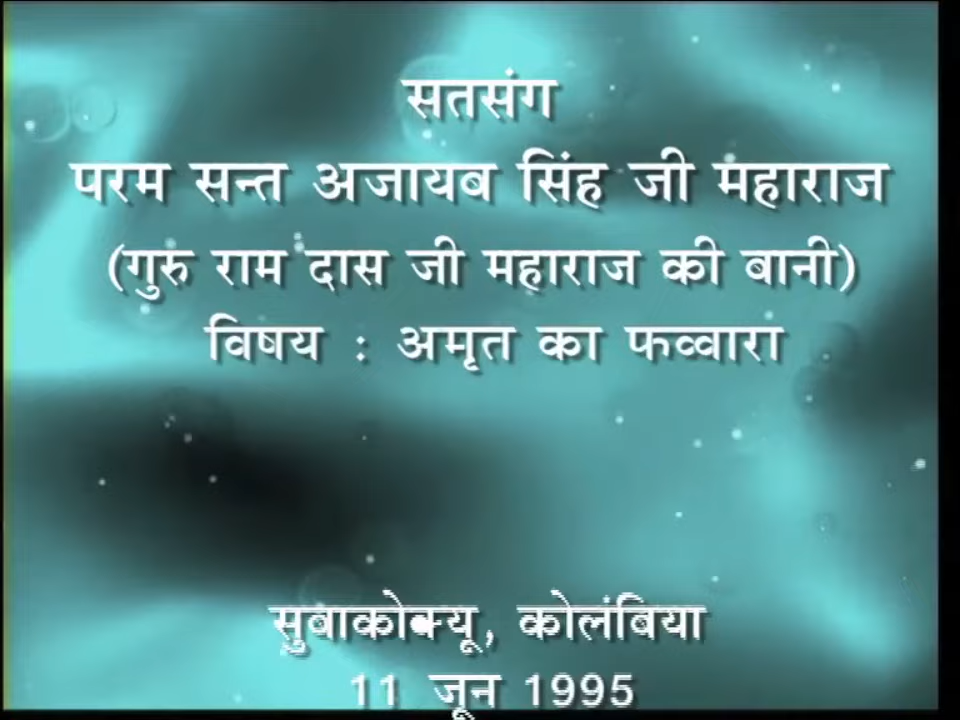 सतसंग
परम सन्त अजायब सिंह जी महाराज
(गुरु राम दास जी महाराज की बानी)
विषय : अमृत का फव्वारा
सुवाकोक्यू, कोलंविया
11 जून 1995